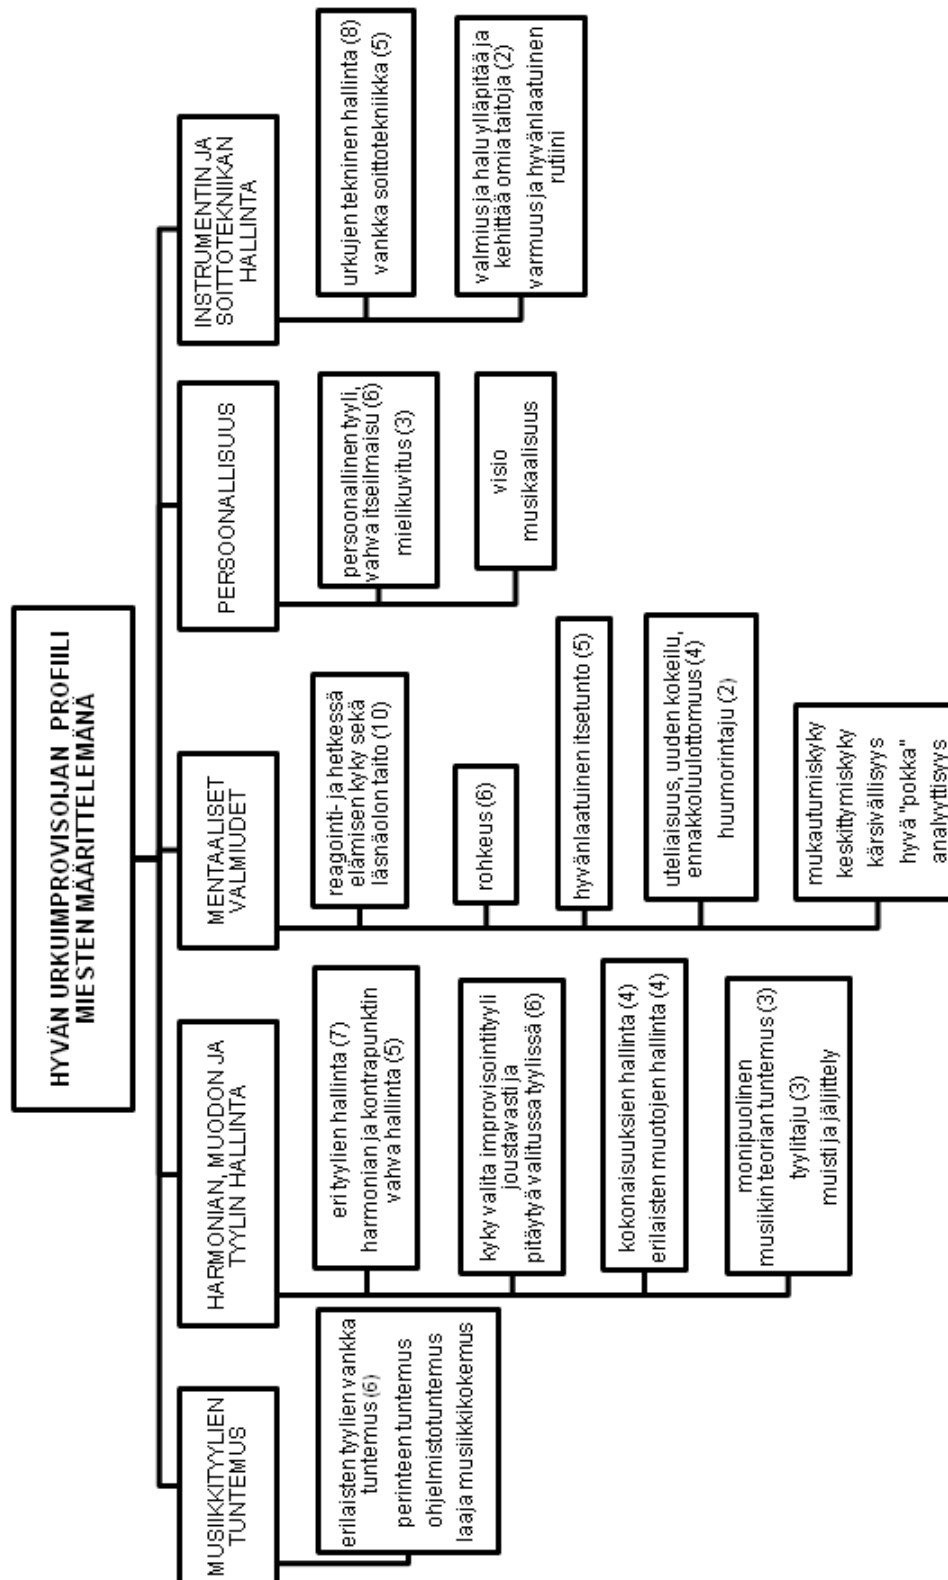 HYVÄN URKUIMPROVISOIJAN PROFIILI
MIESTEN MÄÄRITTELEMÄNÄ
MUSIIKKITYYLIEN
TUNTEMUS
erilaisten tyylien vankka
tuntemus (6)
perinteen tuntemus
ohjelmistotuntemus
laaja musiikkikokemus
HARMONIAN, MUODON JA
TYYLIN HALLINTA
eri tyylien hallinta (7)
harmonian ja kontrapunktin
vahva hallinta (5)
kyky valita improvisointityyli
joustavasti ja
pitäytyä valitussa tyylissä (6)
kokonaisuuksien hallinta (4)
erilaisten muotojen hallinta (4)
monipuolinen
musiikin teorian tuntemus (3)
tyylitaju (3)
muisti ja jäljittely
MENTAALISET
VALMIUDET
reagointi- ja hetkessä
elämisen kyky sekä
läsnäolon taito (10)
rohkeus (6)
hyvänlaatuinen itsetunto (5)
uteliaisuus, uuden kokeilu,
ennakkoluulottomuus (4)
huumorintaju (2)
mukautumiskyky
keskittymiskyky
kärsivällisyys
hyvä "pokka"
analyyttisyys
PERSOONALLISUUS
persoonallinen tyyli,
vahva itseilmaisu (6)
mielikuvitus (3)
visio
musikaalisuus
INSTRUMENTIN JA
SOITTOTEKNIIKAN
HALLINTA
urkujen tekninen hallinta (8)
vankka soittotekniikka (5)
valmius ja halu ylläpitää ja
kehittää omia taitoja (2)
varmuus ja hyvänlaatuinen
rutiini